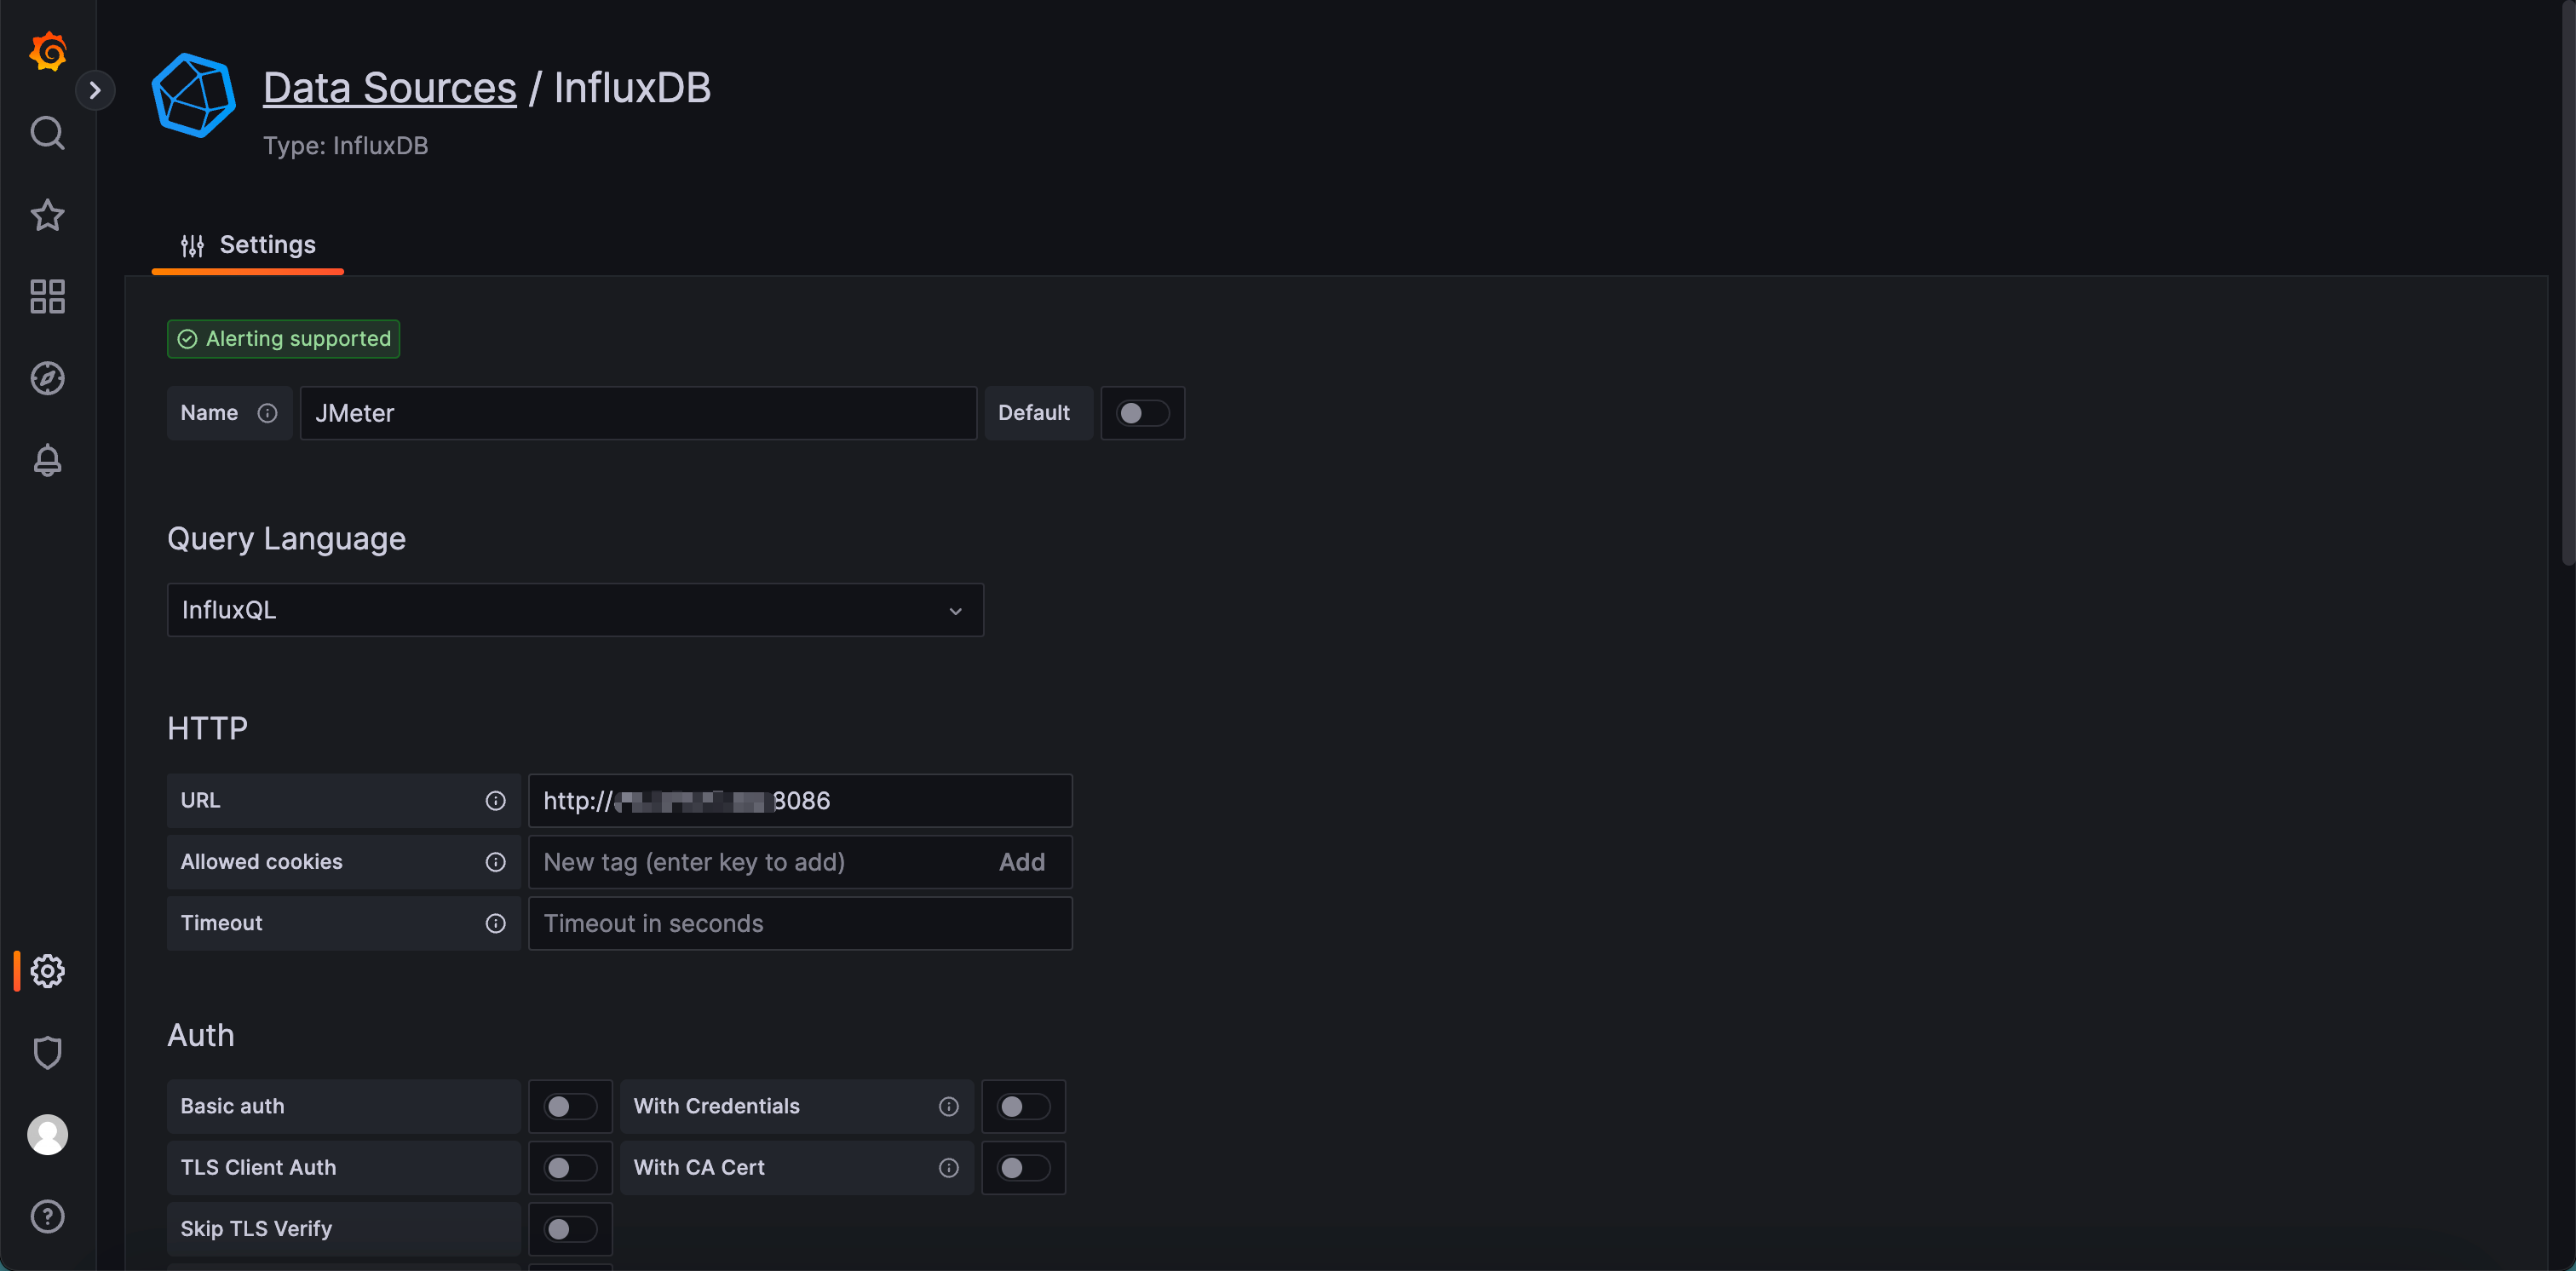 Data Sources / InfluxDB
Type: InfluxDB
Settings
Alerting supported
Name JMeter Default
Query Language
InfluxQL
HTTP
URL http:// 8086
Allowed cookies New tag (enter key to add) Add
Timeout Timeout in seconds
Auth
Basic auth With Credentials
TLS Client Auth With CA Cert
Skip TLS Verify